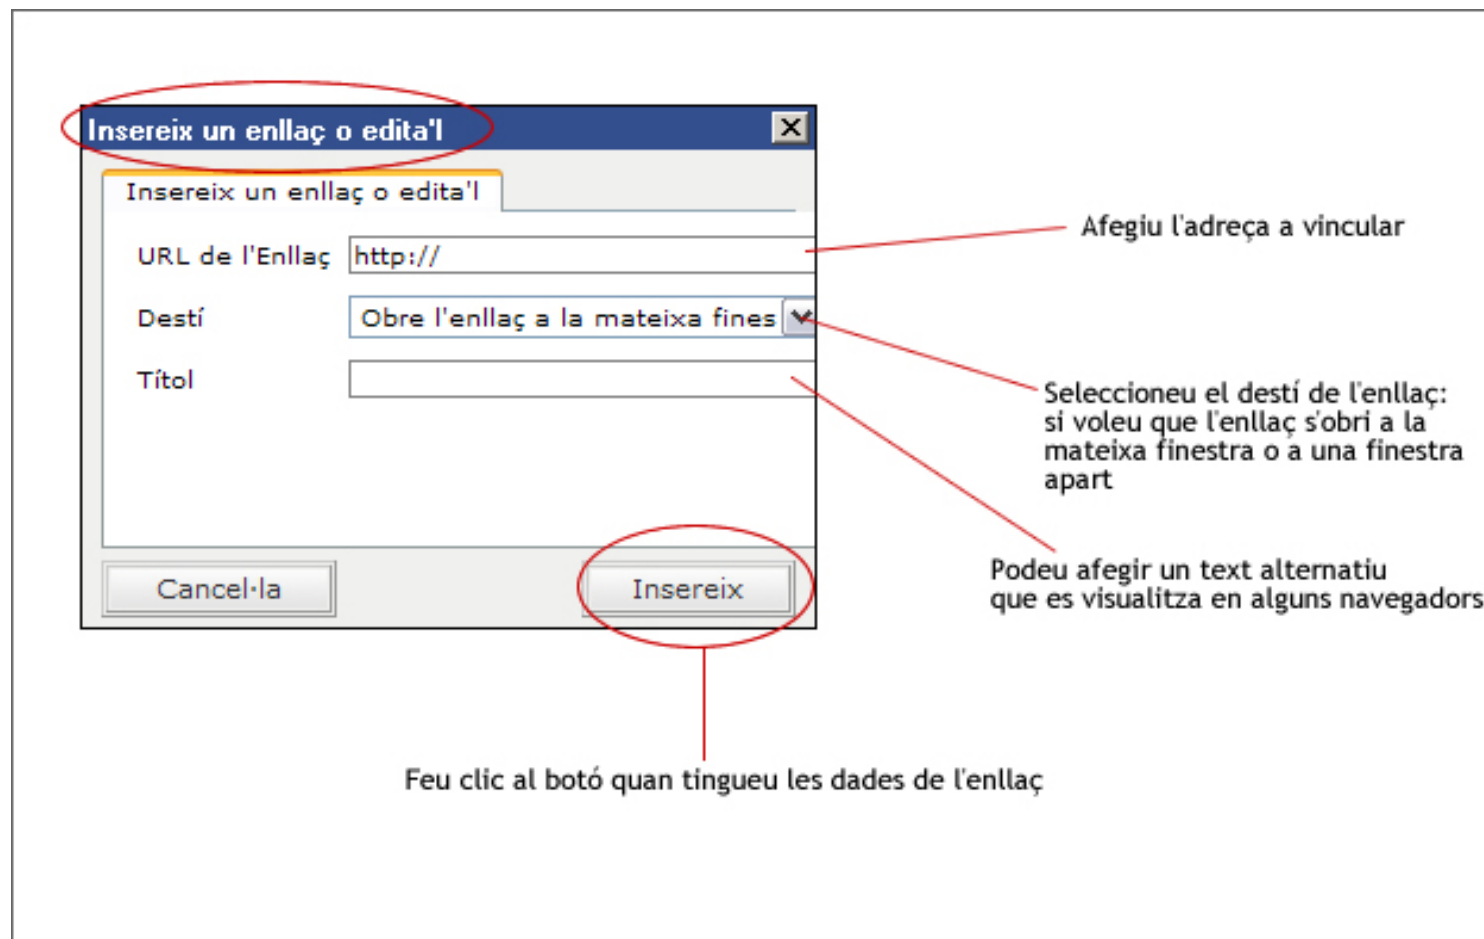 Insereix un enllaç o edita'l
Insereix un enllaç o edita'l
URL de l'Enllaç http://
Destí Obre l'enllaç a la mateixa fines
Títol
Cancel·la Insereix
Afegiu l'adreça a vincular
Seleccioneu el destí de l'enllaç:
si voleu que l'enllaç s'obri a la
mateixa finestra o a una finestra
apart
Podeu afegir un text alternatiu
que es visualitza en alguns navegadors
Feu clic al botó quan tingueu les dades de l'enllaç